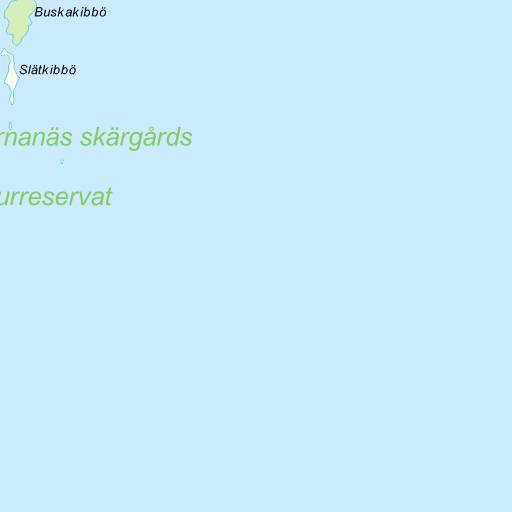 Buskakibbö
Slätkibbö
rnanäs skärgårds
urreservat